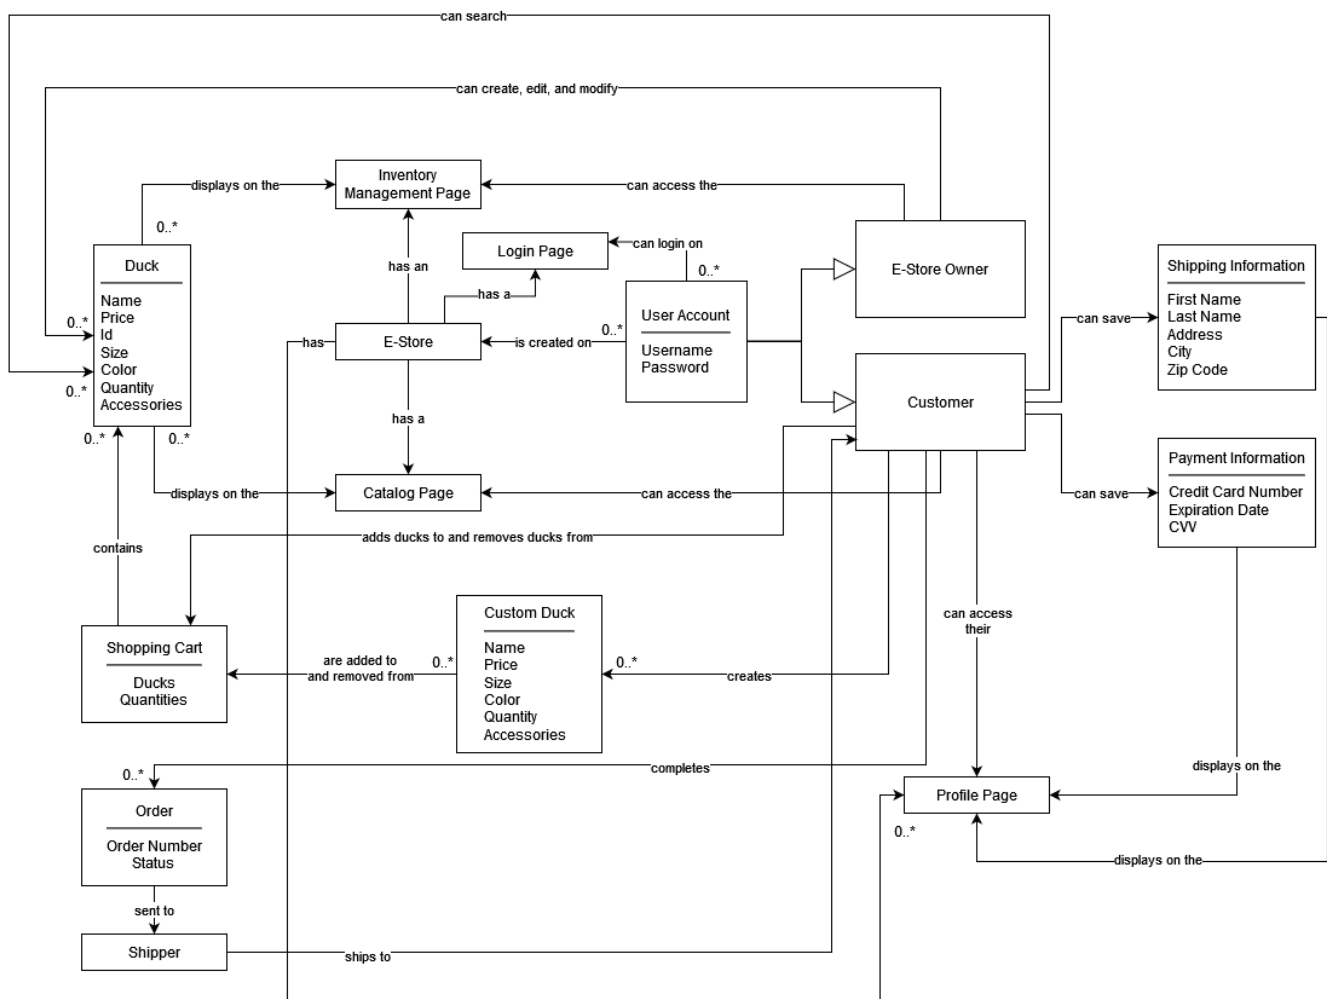 can search
can create, edit, and modify
Inventory
Management Page
displays on the
can access the
0..*
Login Page
can login on
0..*
E-Store Owner
has an
has a
Duck
Name
Price
Id
Size
Color
Quantity
Accessories
0..*
0..*
0..*
0..*
has
E-Store
is created on
0..*
User Account
Username
Password
Customer
can save
Shipping Information
First Name
Last Name
Address
City
Zip Code
has a
displays on the
Catalog Page
can access the
can save
Payment Information
Credit Card Number
Expiration Date
CVV
adds ducks to and removes ducks from
contains
Shopping Cart
Ducks
Quantities
are added to
and removed from
0..*
Custom Duck
Name
Price
Size
Color
Quantity
Accessories
0..*
creates
can access
their
completes
0..*
Order
Order Number
Status
Profile Page
0..*
displays on the
displays on the
sent to
Shipper
ships to